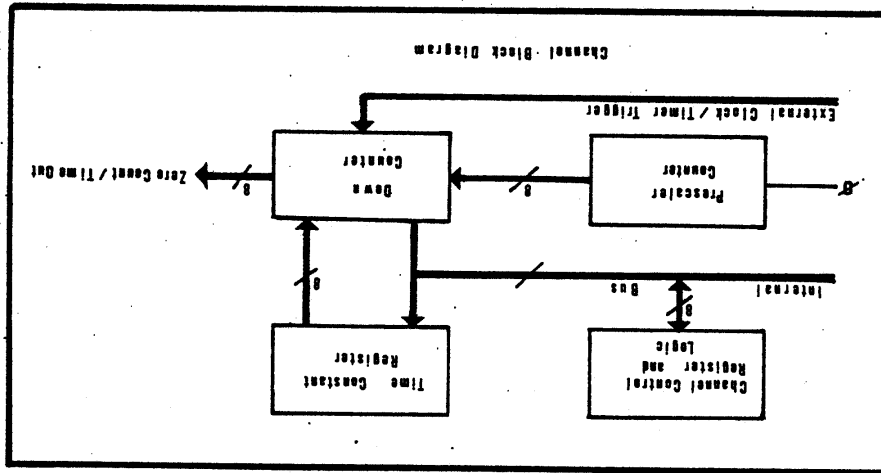 Channel Control
Register and
Logic
Time Constant
Register
8
8
Internal
Bus
Prescaler
Counter
8
Down
Counter
8
Zero Count / Time Out
External Clock / Timer Trigger
Channel Block Diagram